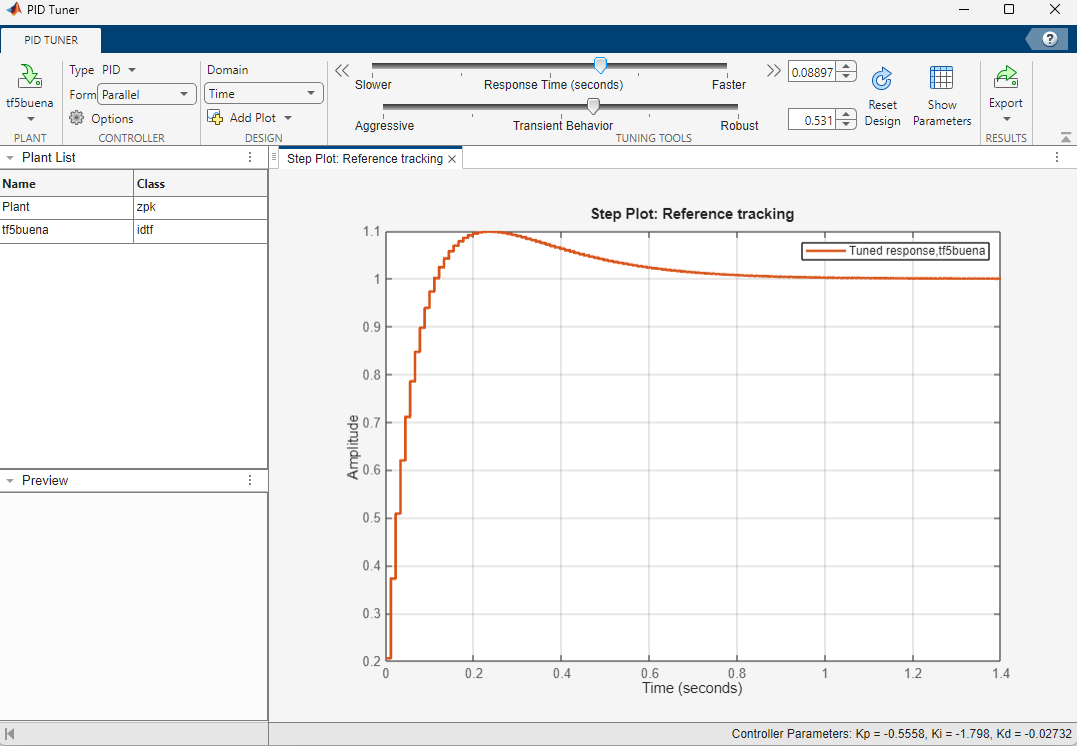 PID Tuner
PID TUNER
?
tf5buena
PLANT
Type PID
Form Parallel
Options
CONTROLLER
Domain
Time
Add Plot
DESIGN
Slower Response Time (seconds) Faster
0.08897
Aggressive Transient Behavior Robust
0.531
TUNING TOOLS
Reset
Design
Show
Parameters
Export
RESULTS
Plant List
Name Class
Plant zpk
tf5buena idtf
Preview
Step Plot: Reference tracking
Step Plot: Reference tracking
Tuned response,tf5buena
Amplitude
1.1
1
0.9
0.8
0.7
0.6
0.5
0.4
0.3
0.2
0 0.2 0.4 0.6 0.8 1 1.2 1.4
Time (seconds)
Controller Parameters: Kp = -0.5558, Ki = -1.798, Kd = -0.02732